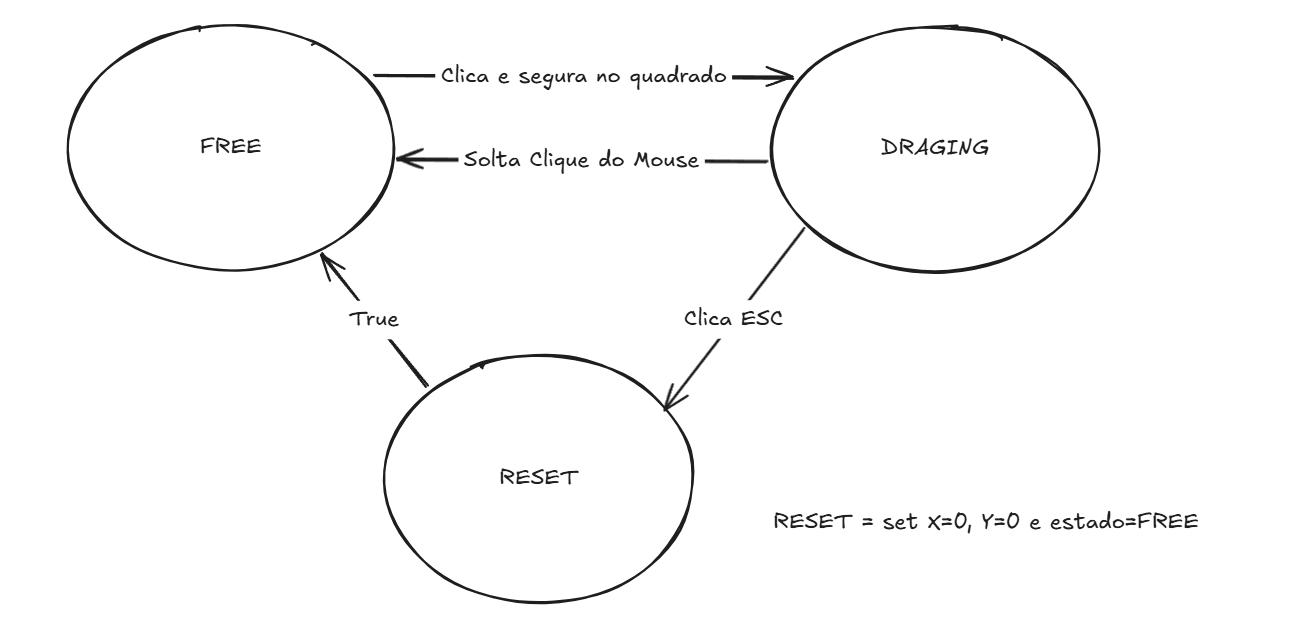 Clica e segura no quadrado
FREE
DRAGING
Solta Clique do Mouse
True
Clica ESC
RESET
RESET = set X=0, Y=0 e estado=FREE